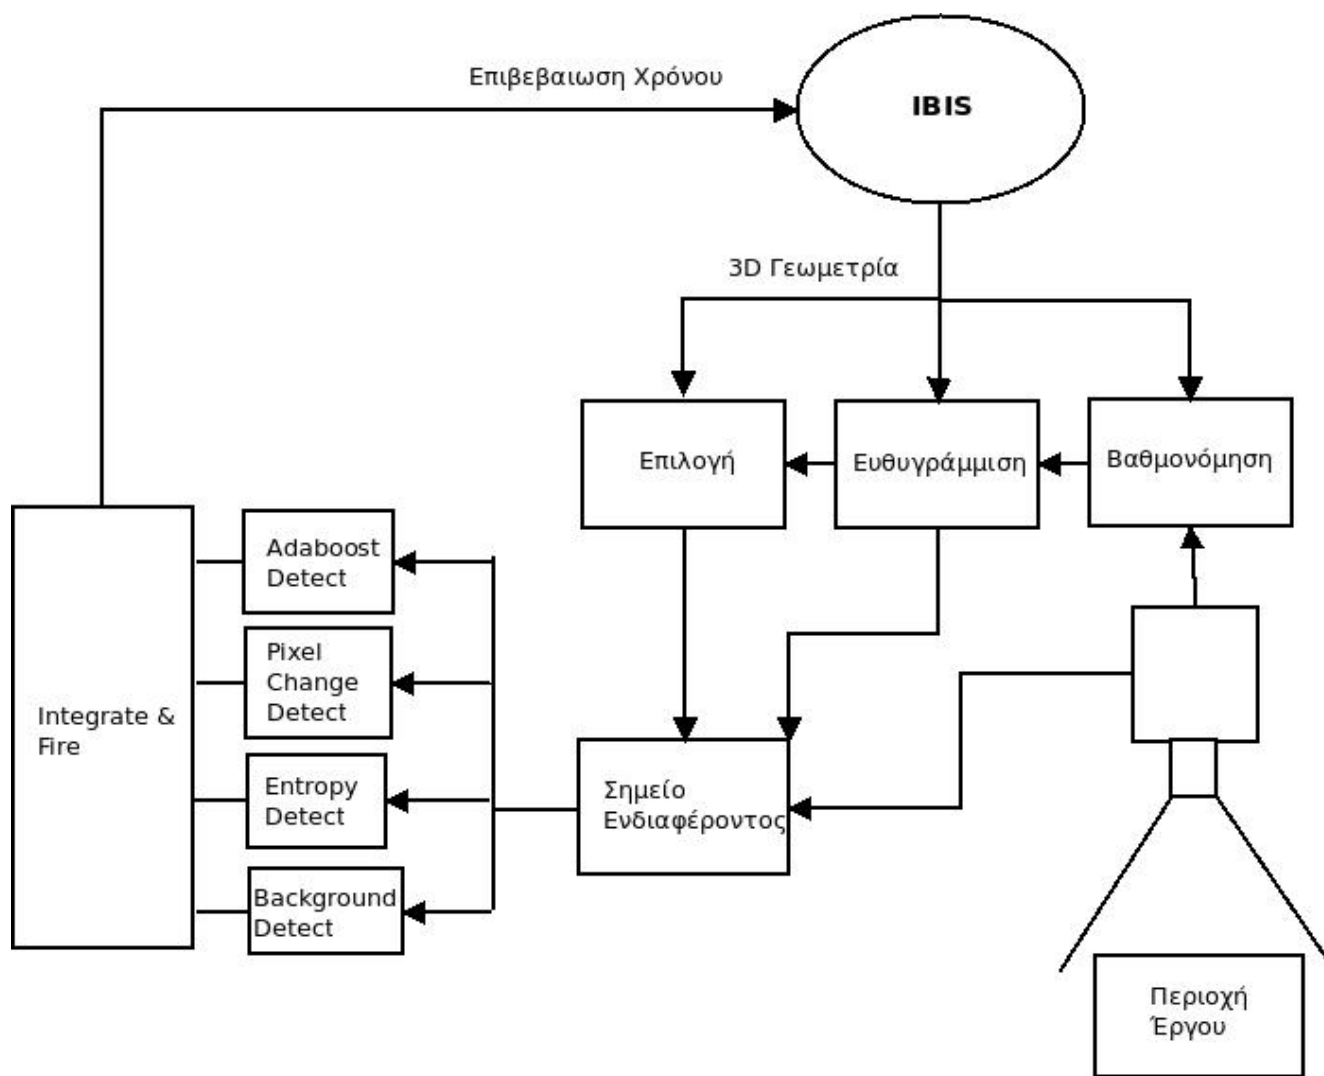 Επιβεβαιωση Χρόνου
IBIS
3D Γεωμετρία
Επιλογή
Ευθυγράμμιση
Βαθμονόμηση
Adaboost
Detect
Pixel
Change
Detect
Integrate &
Fire
Entropy
Detect
Σημείο
Ενδιαφέροντος
Background
Detect
Περιοχή
Έργου